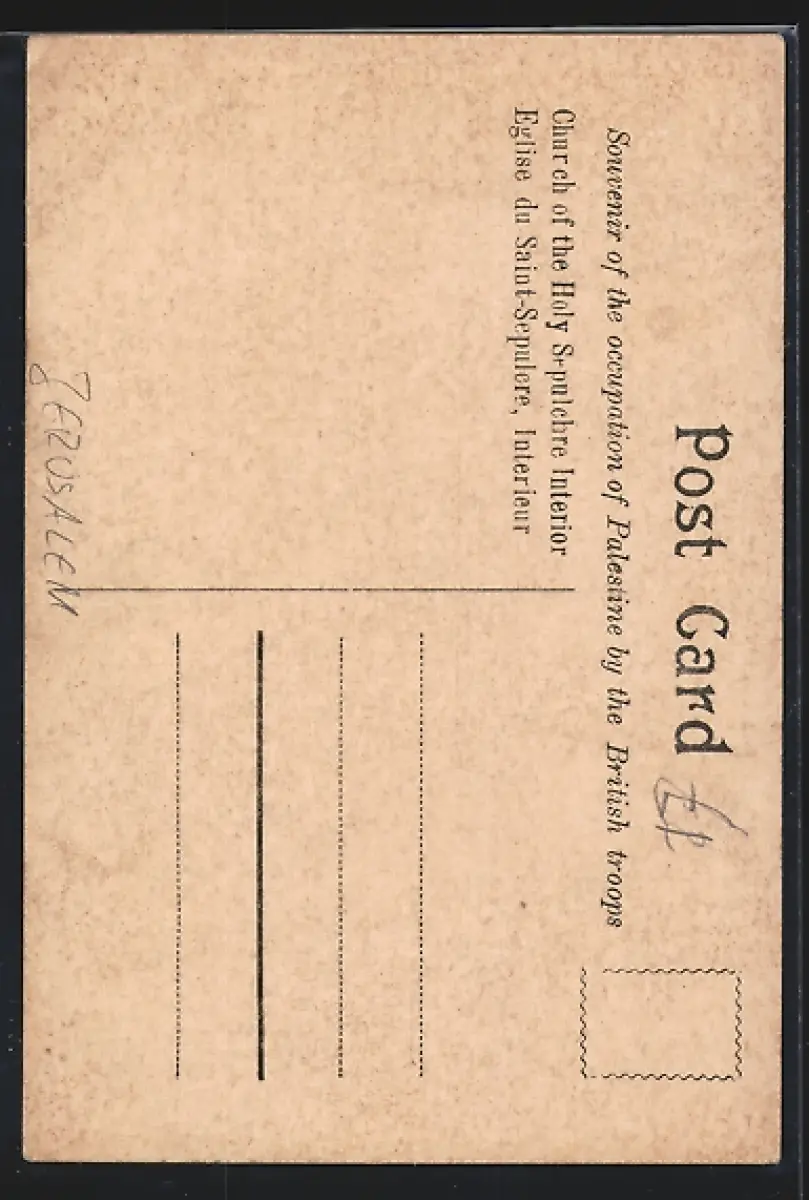 Post Card
Souvenir of the occupation of Palestine by the British troops
Church of the Holy Sepulchre Interior
Eglise du Saint-Sepulcre, Interieur
JERUSALEM